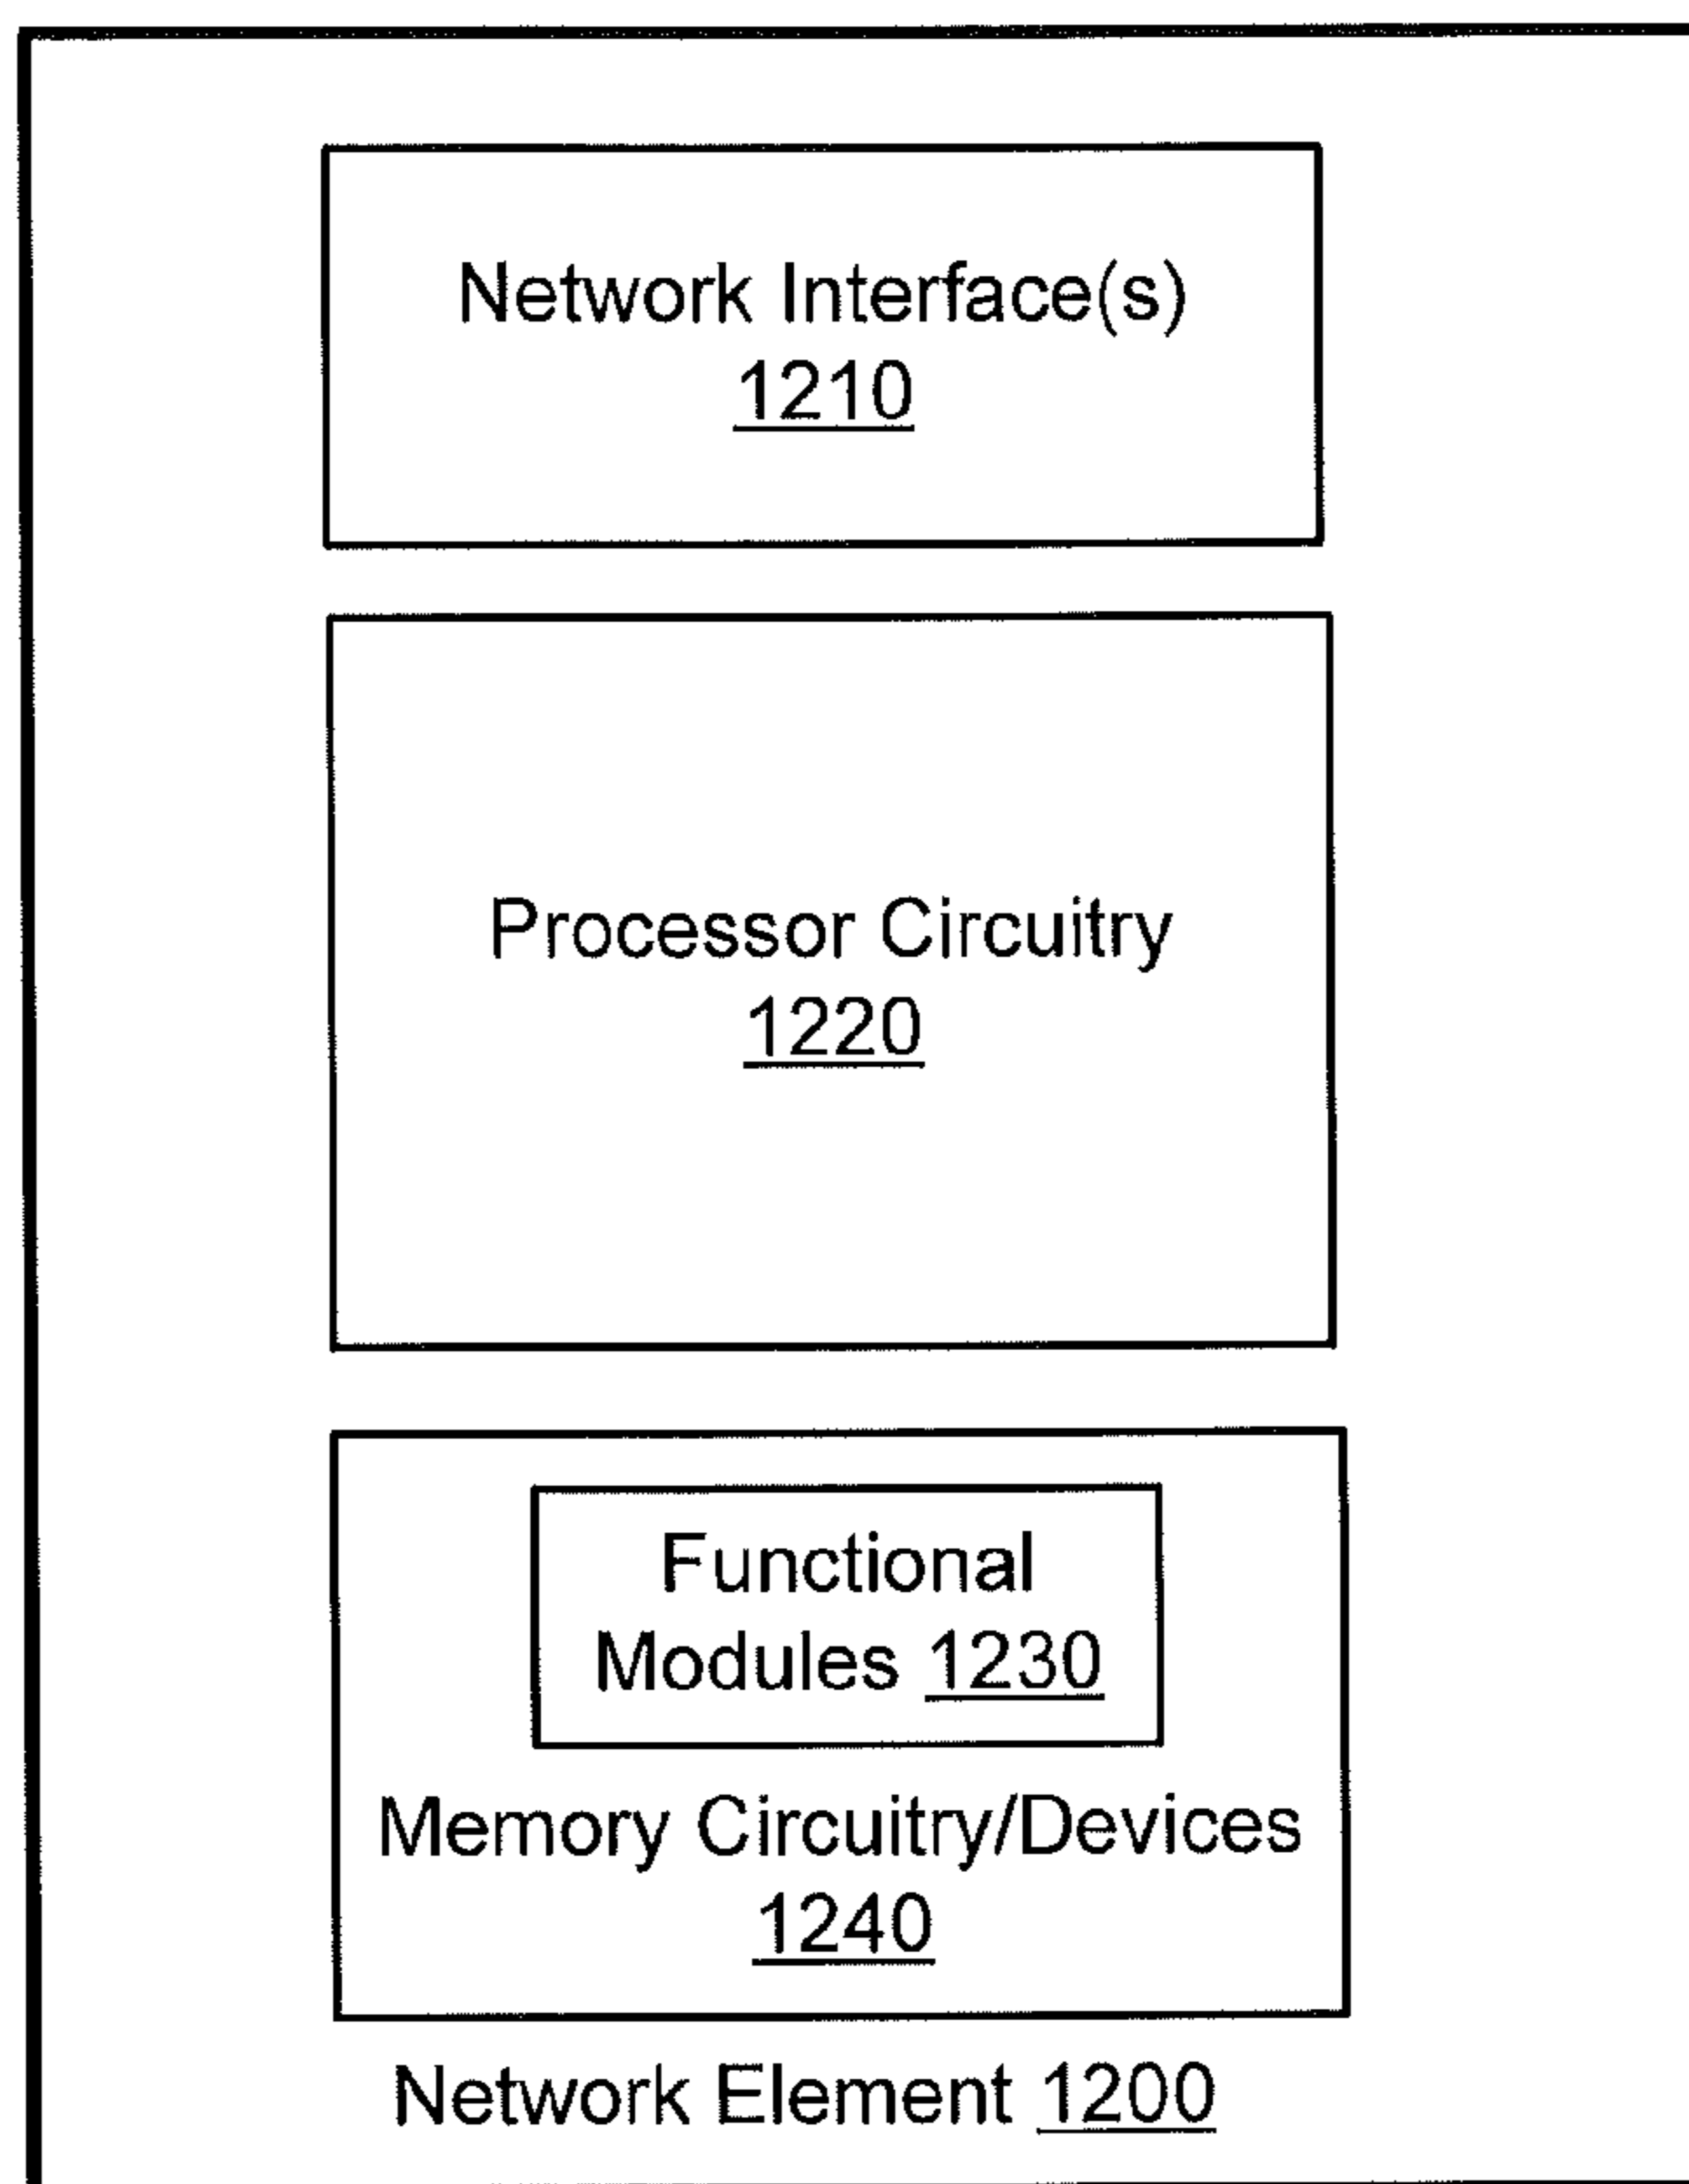 Network Interface(s)
1210
Processor Circuitry
1220
Functional
Modules 1230
Memory Circuitry/Devices
1240
Network Element 1200